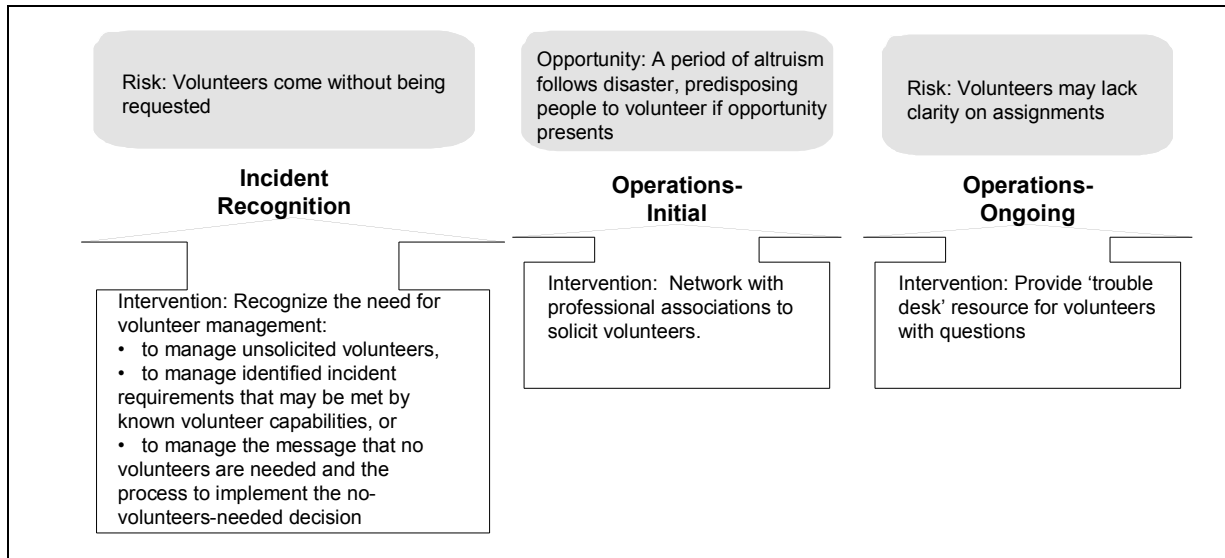 Risk: Volunteers come without being
requested
Incident
Recognition
Intervention: Recognize the need for
volunteer management:
• to manage unsolicited volunteers,
• to manage identified incident
requirements that may be met by
known volunteer capabilities, or
• to manage the message that no
volunteers are needed and the
process to implement the no-
volunteers-needed decision
Opportunity: A period of altruism
follows disaster, predisposing
people to volunteer if opportunity
presents
Operations-
Initial
Intervention: Network with
professional associations to
solicit volunteers.
Risk: Volunteers may lack
clarity on assignments
Operations-
Ongoing
Intervention: Provide ‘trouble
desk’ resource for volunteers
with questions